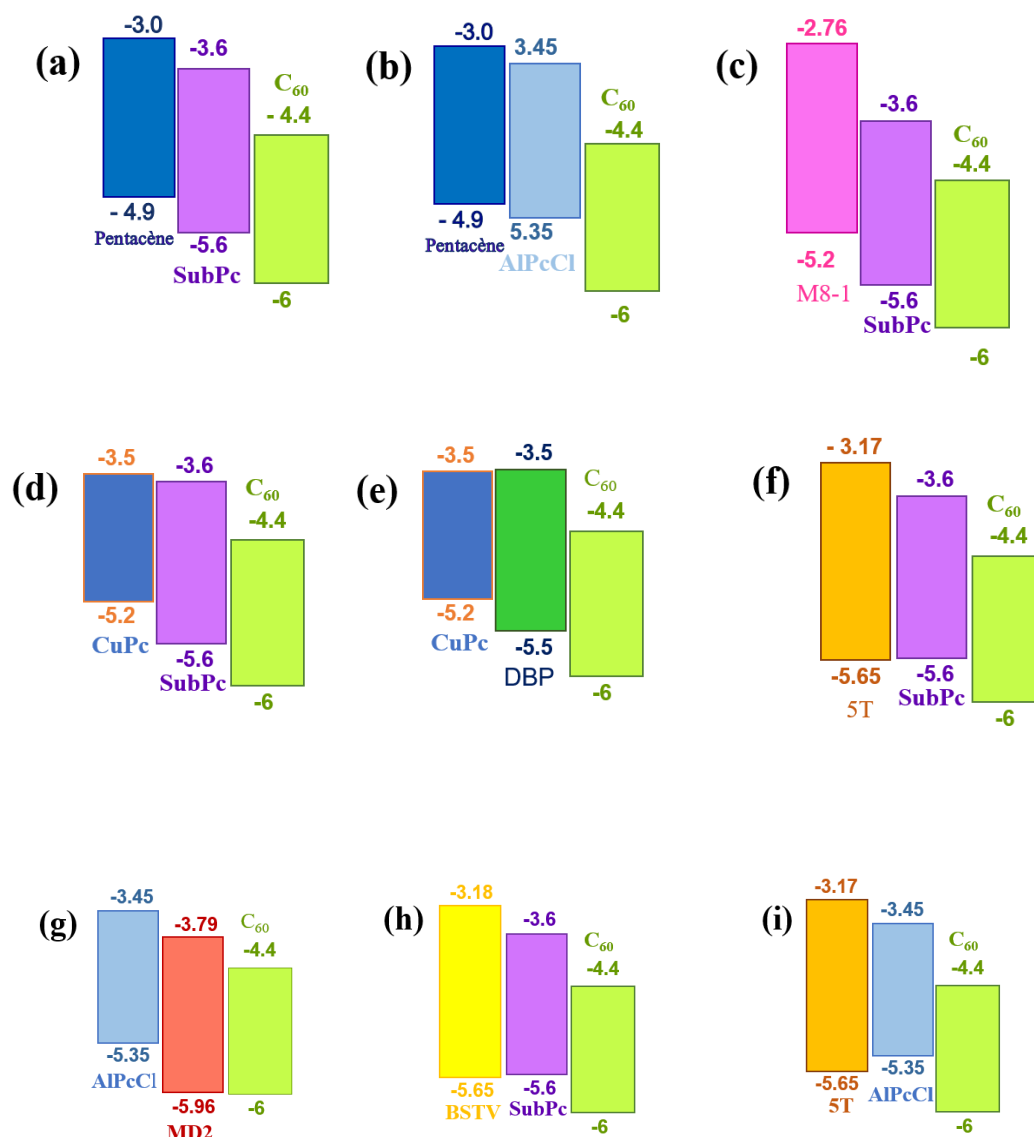 (a)
-3.0
-3.6
C60
- 4.4
- 4.9
Pentacène
-5.6
SubPc
-6
(b)
-3.0
3.45
C60
-4.4
- 4.9
Pentacène
5.35
AlPcCl
-6
(c)
-2.76
-3.6
C60
-4.4
-5.2
M8-1
-5.6
SubPc
-6
(d)
-3.5
-3.6
C60
-4.4
-5.2
CuPc
-5.6
SubPc
-6
(e)
-3.5
-3.5
C60
-4.4
-5.2
CuPc
-5.5
DBP
-6
(f)
- 3.17
-3.6
C60
-4.4
-5.65
5T
-5.6
SubPc
-6
(g)
-3.45
-3.79
C60
-4.4
-5.35
AlPcCl
-5.96
MD2
-6
(h)
-3.18
-3.6
C60
-4.4
-5.65
BSTV
-5.6
SubPc
-6
(i)
-3.17
-3.45
C60
-4.4
-5.65
5T
-5.35
AlPcCl
-6